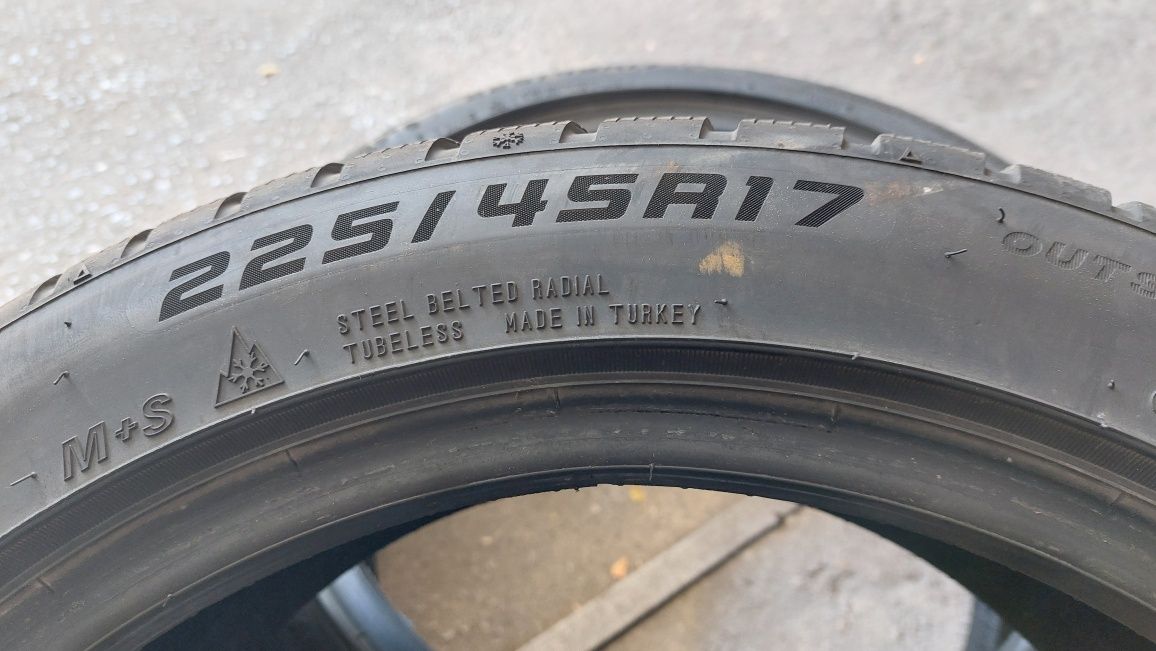 225/45R17
STEEL BELTED RADIAL
TUBELESS MADE IN TURKEY
M+S